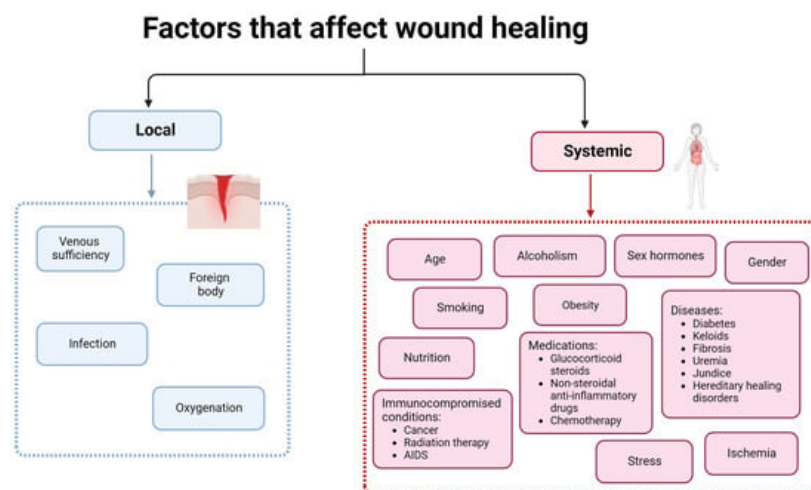 Factors that affect wound healing
Local
Systemic
Venous
sufficiency
Foreign
body
Infection
Oxygenation
Age
Alcoholism
Sex hormones
Gender
Smoking
Obesity
Nutrition
Medications:
• Glucocorticoid
steroids
• Non-steroidal
anti-inflammatory
drugs
• Chemotherapy
Diseases:
• Diabetes
• Keloids
• Fibrosis
• Uremia
• Jundice
• Hereditary healing
disorders
Immunocompromised
conditions:
• Cancer
• Radiation therapy
• AIDS
Stress
Ischemia